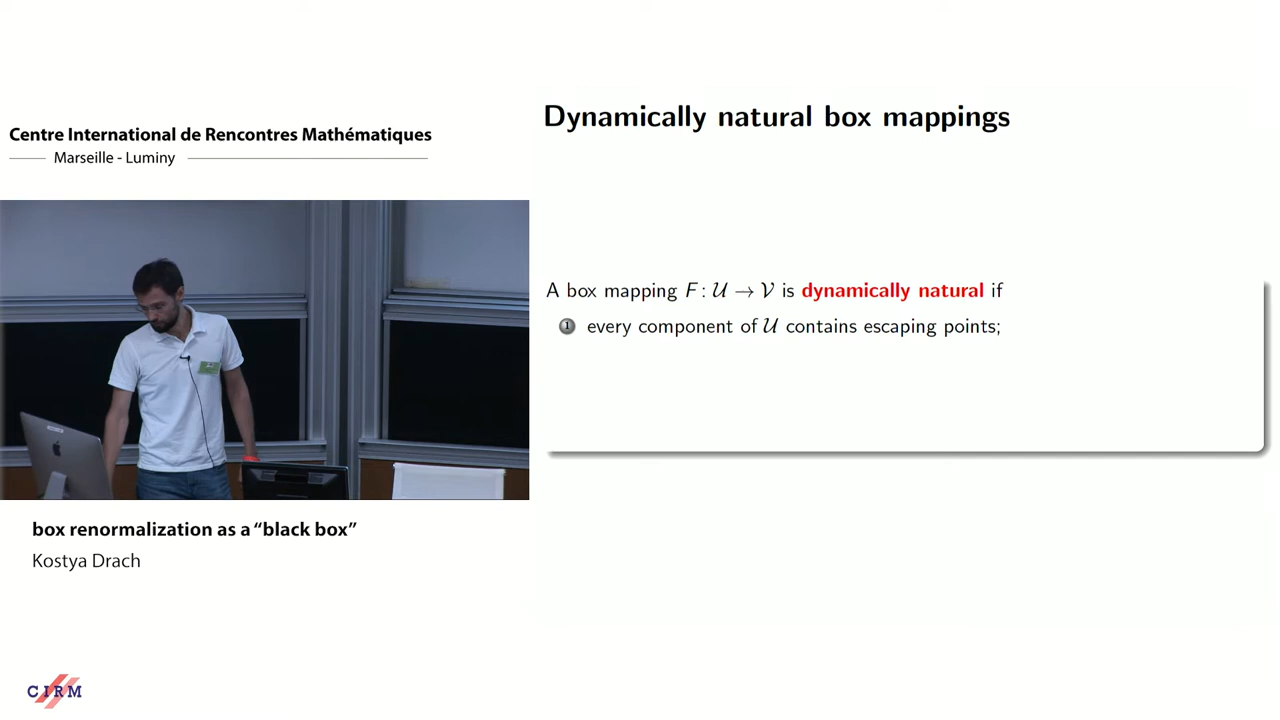 Centre International de Rencontres Mathématiques
Marseille - Luminy
Dynamically natural box mappings
A box mapping F : U → V is dynamically natural if
1 every component of U contains escaping points;
box renormalization as a “black box”
Kostya Drach
CIRM